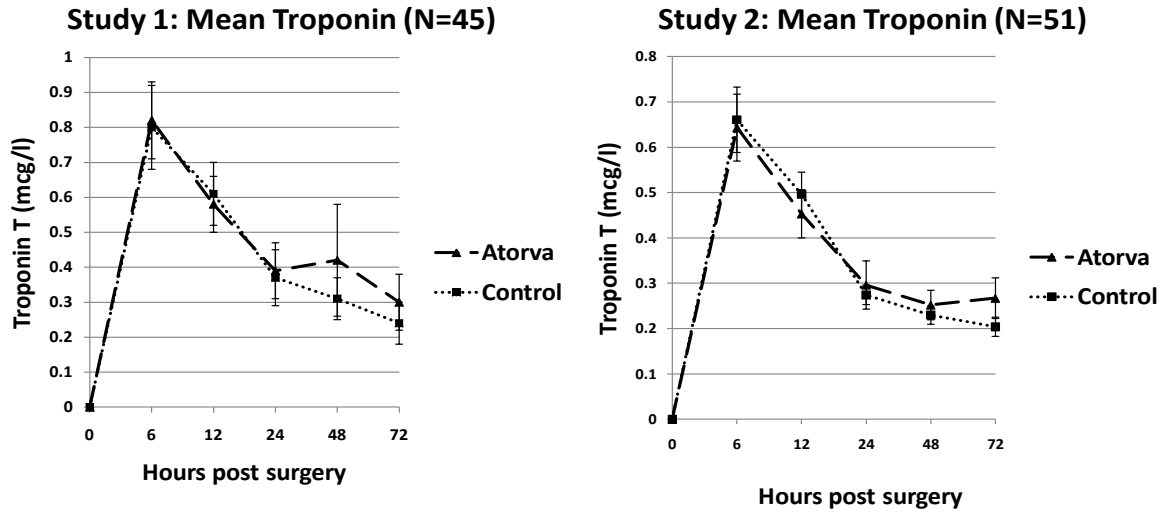 Study 1: Mean Troponin (N=45)
1
0.9
0.8
0.7
0.6
0.5
0.4
0.3
0.2
0.1
0
Troponin T (mcg/l)
0 6 12 24 48 72
Hours post surgery
Atorva
Control
Study 2: Mean Troponin (N=51)
0.8
0.7
0.6
0.5
0.4
0.3
0.2
0.1
0
Troponin T (mcg/l)
0 6 12 24 48 72
Hours post surgery
Atorva
Control